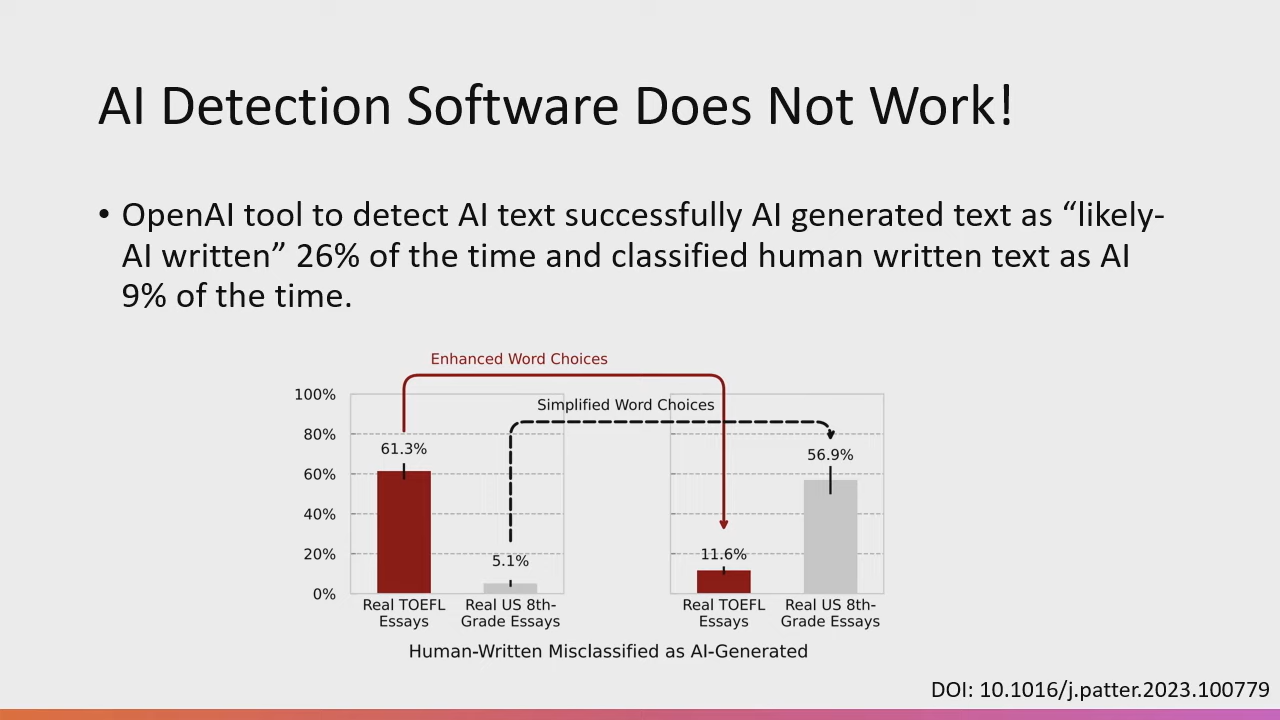 AI Detection Software Does Not Work!
• OpenAI tool to detect AI text successfully AI generated text as “likely-
AI written” 26% of the time and classified human written text as AI
9% of the time.
Enhanced Word Choices
Simplified Word Choices
100%
80%
60%
40%
20%
0%
61.3%
5.1%
11.6%
56.9%
Real TOEFL
Essays
Real US 8th-
Grade Essays
Real TOEFL
Essays
Real US 8th-
Grade Essays
Human-Written Misclassified as AI-Generated
DOI: 10.1016/j.patter.2023.100779